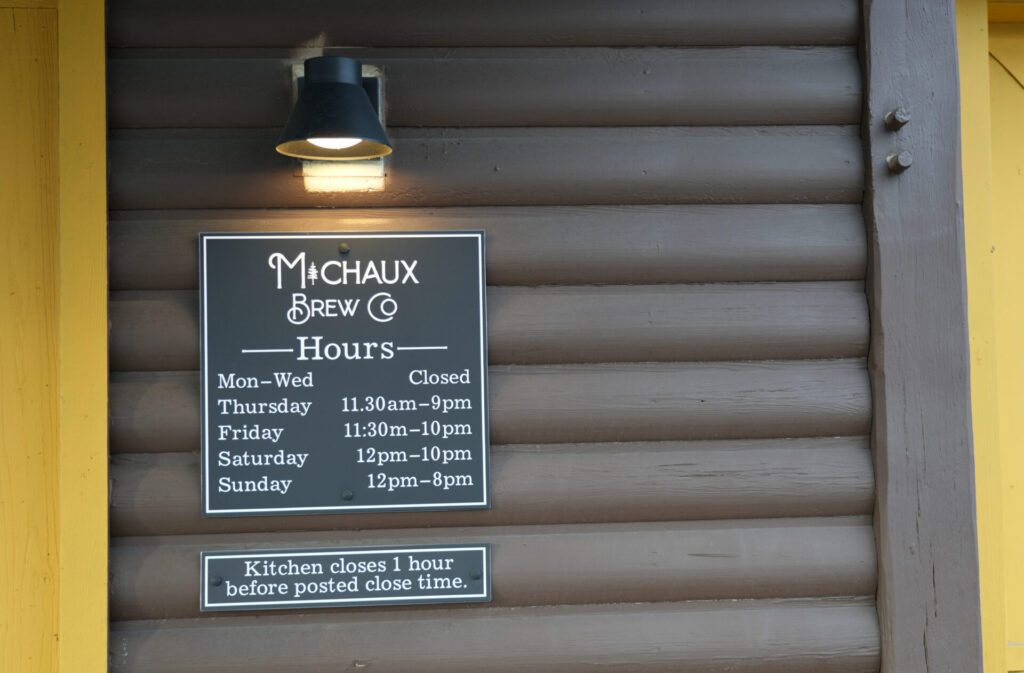 Michaux
Brew Co
Hours
Mon-Wed Closed
Thursday 11.30am-9pm
Friday 11:30m-10pm
Saturday 12pm-10pm
Sunday 12pm-8pm
Kitchen closes 1 hour
before posted close time.